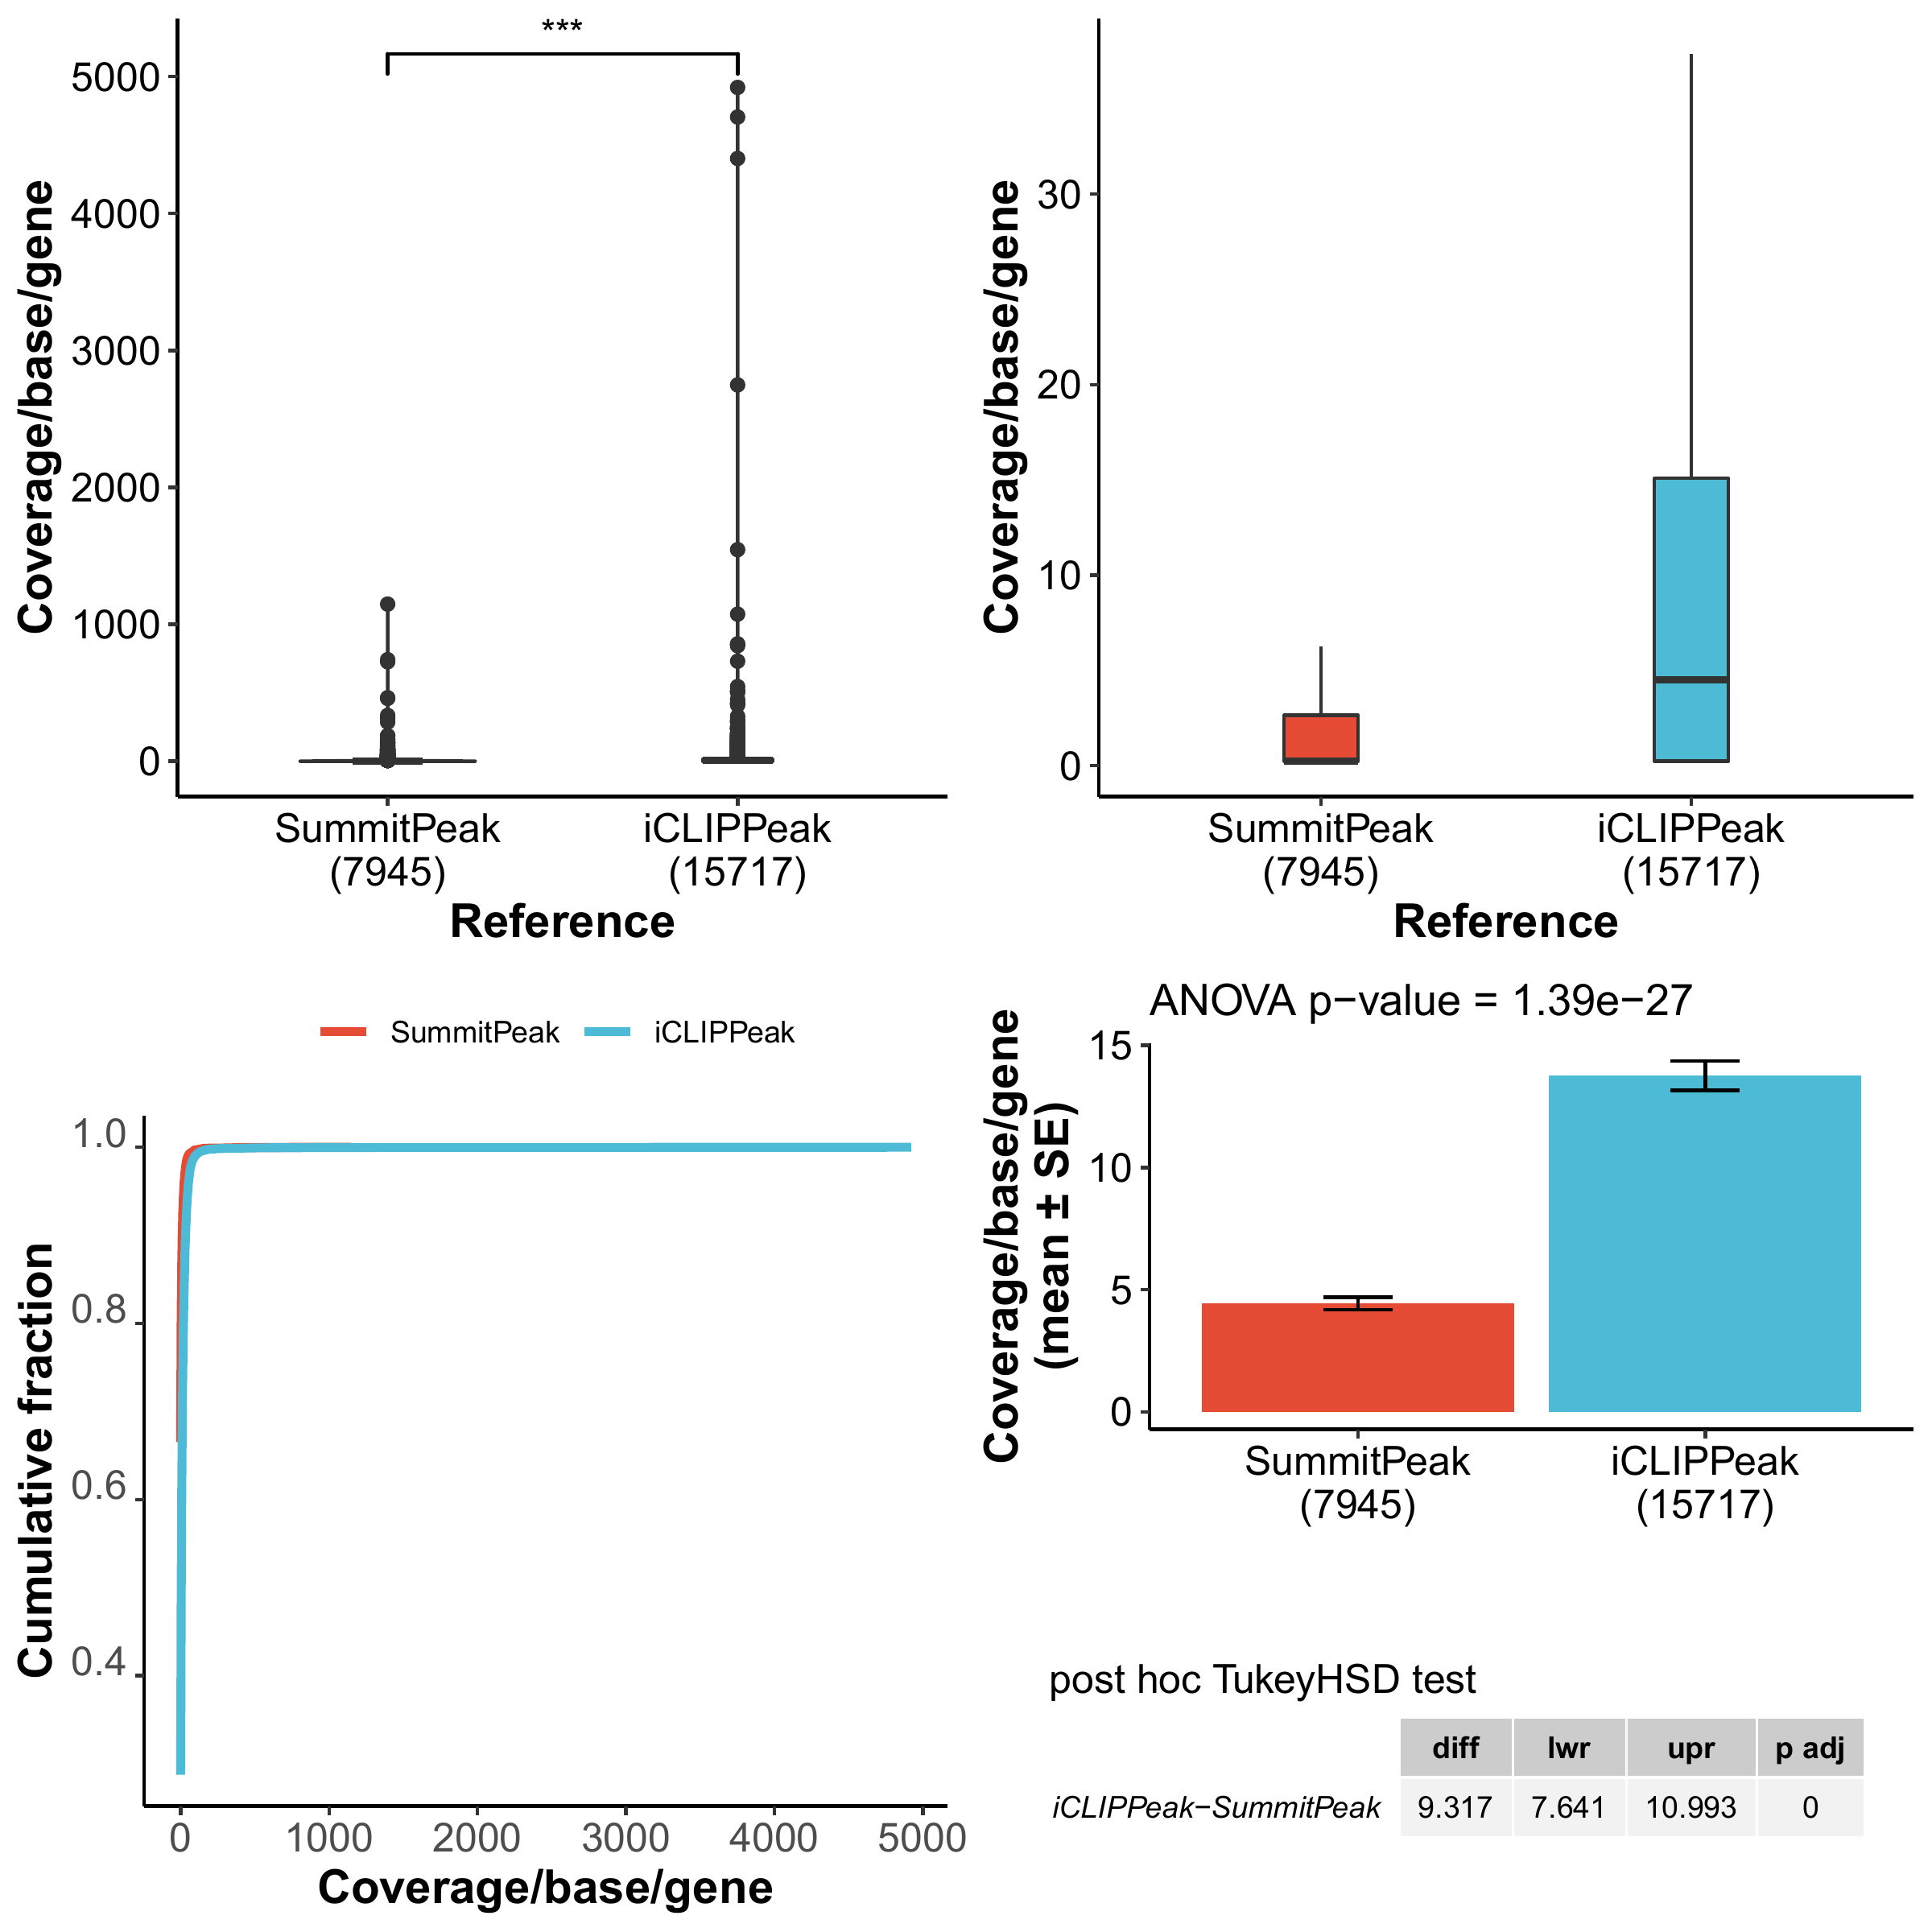 ***
5000
4000
3000
2000
1000
0
Coverage/base/gene
SummitPeak
(7945)
iCLIPPeak
(15717)
Reference
30
20
10
0
Coverage/base/gene
SummitPeak
(7945)
iCLIPPeak
(15717)
Reference
SummitPeak
iCLIPPeak
1.0
0.8
0.6
0.4
Cumulative fraction
0
1000
2000
3000
4000
5000
Coverage/base/gene
ANOVA p−value = 1.39e−27
15
10
5
0
Coverage/base/gene
(mean ± SE)
SummitPeak
(7945)
iCLIPPeak
(15717)
post hoc TukeyHSD test
diff lwr upr p adj
iCLIPPeak−SummitPeak 9.317 7.641 10.993 0